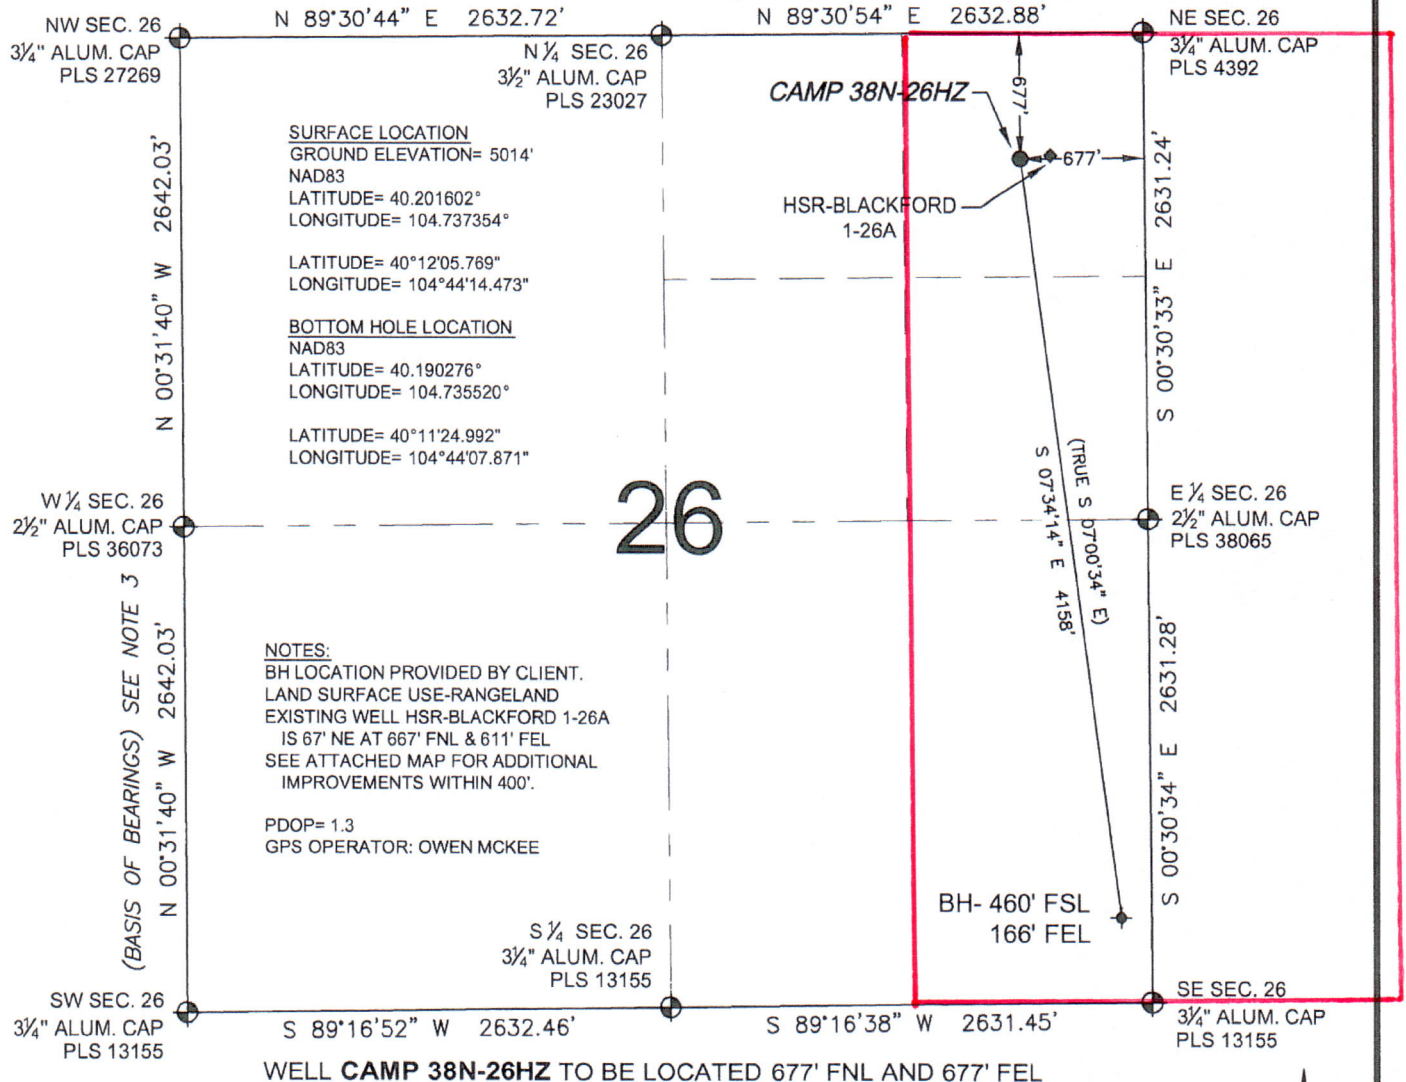 N 89°30'44" E 2632.72'
N 89°30'54" E 2632.88'
NW SEC. 26
3¼" ALUM. CAP
PLS 27269
N ¼ SEC. 26
3½" ALUM. CAP
PLS 23027
NE SEC. 26
3¼" ALUM. CAP
PLS 4392
CAMP 38N-26HZ
677'
677'
HSR-BLACKFORD
1-26A
SURFACE LOCATION
GROUND ELEVATION= 5014'
NAD83
LATITUDE= 40.201602°
LONGITUDE= 104.737354°
LATITUDE= 40°12'05.769"
LONGITUDE= 104°44'14.473"
BOTTOM HOLE LOCATION
NAD83
LATITUDE= 40.190276°
LONGITUDE= 104.735520°
LATITUDE= 40°11'24.992"
LONGITUDE= 104°44'07.871"
N 00°31'40" W 2642.03'
S 00°30'33" E 2631.24'
W ¼ SEC. 26
2½" ALUM. CAP
PLS 36073
26
E ¼ SEC. 26
2½" ALUM. CAP
PLS 38065
(TRUE S 07°00'34" E)
S 07°34'14" E 4158'
(BASIS OF BEARINGS) SEE NOTE 3
N 00°31'40" W 2642.03'
S 00°30'34" E 2631.28'
NOTES:
BH LOCATION PROVIDED BY CLIENT.
LAND SURFACE USE-RANGELAND
EXISTING WELL HSR-BLACKFORD 1-26A
IS 67' NE AT 667' FNL & 611' FEL
SEE ATTACHED MAP FOR ADDITIONAL
IMPROVEMENTS WITHIN 400'.
PDOP= 1.3
GPS OPERATOR: OWEN MCKEE
BH- 460' FSL
166' FEL
SW SEC. 26
3¼" ALUM. CAP
PLS 13155
S ¼ SEC. 26
3¼" ALUM. CAP
PLS 13155
SE SEC. 26
3¼" ALUM. CAP
PLS 13155
S 89°16'52" W 2632.46'
S 89°16'38" W 2631.45'
WELL CAMP 38N-26HZ TO BE LOCATED 677' FNL AND 677' FEL